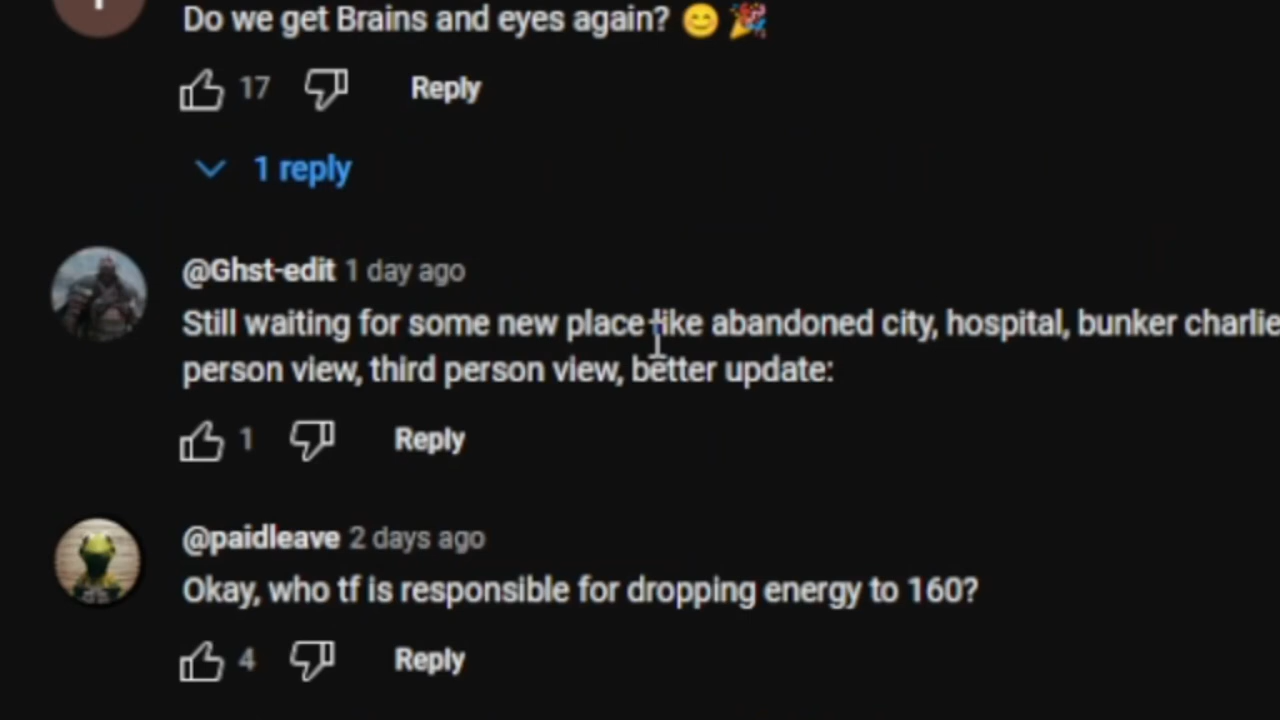 Do we get Brains and eyes again? 😊 🎉
17 Reply
1 reply
@Ghst-edit 1 day ago
Still waiting for some new place like abandoned city, hospital, bunker charlie
person view, third person view, better update:
1 Reply
@paidleave 2 days ago
Okay, who tf is responsible for dropping energy to 160?
4 Reply